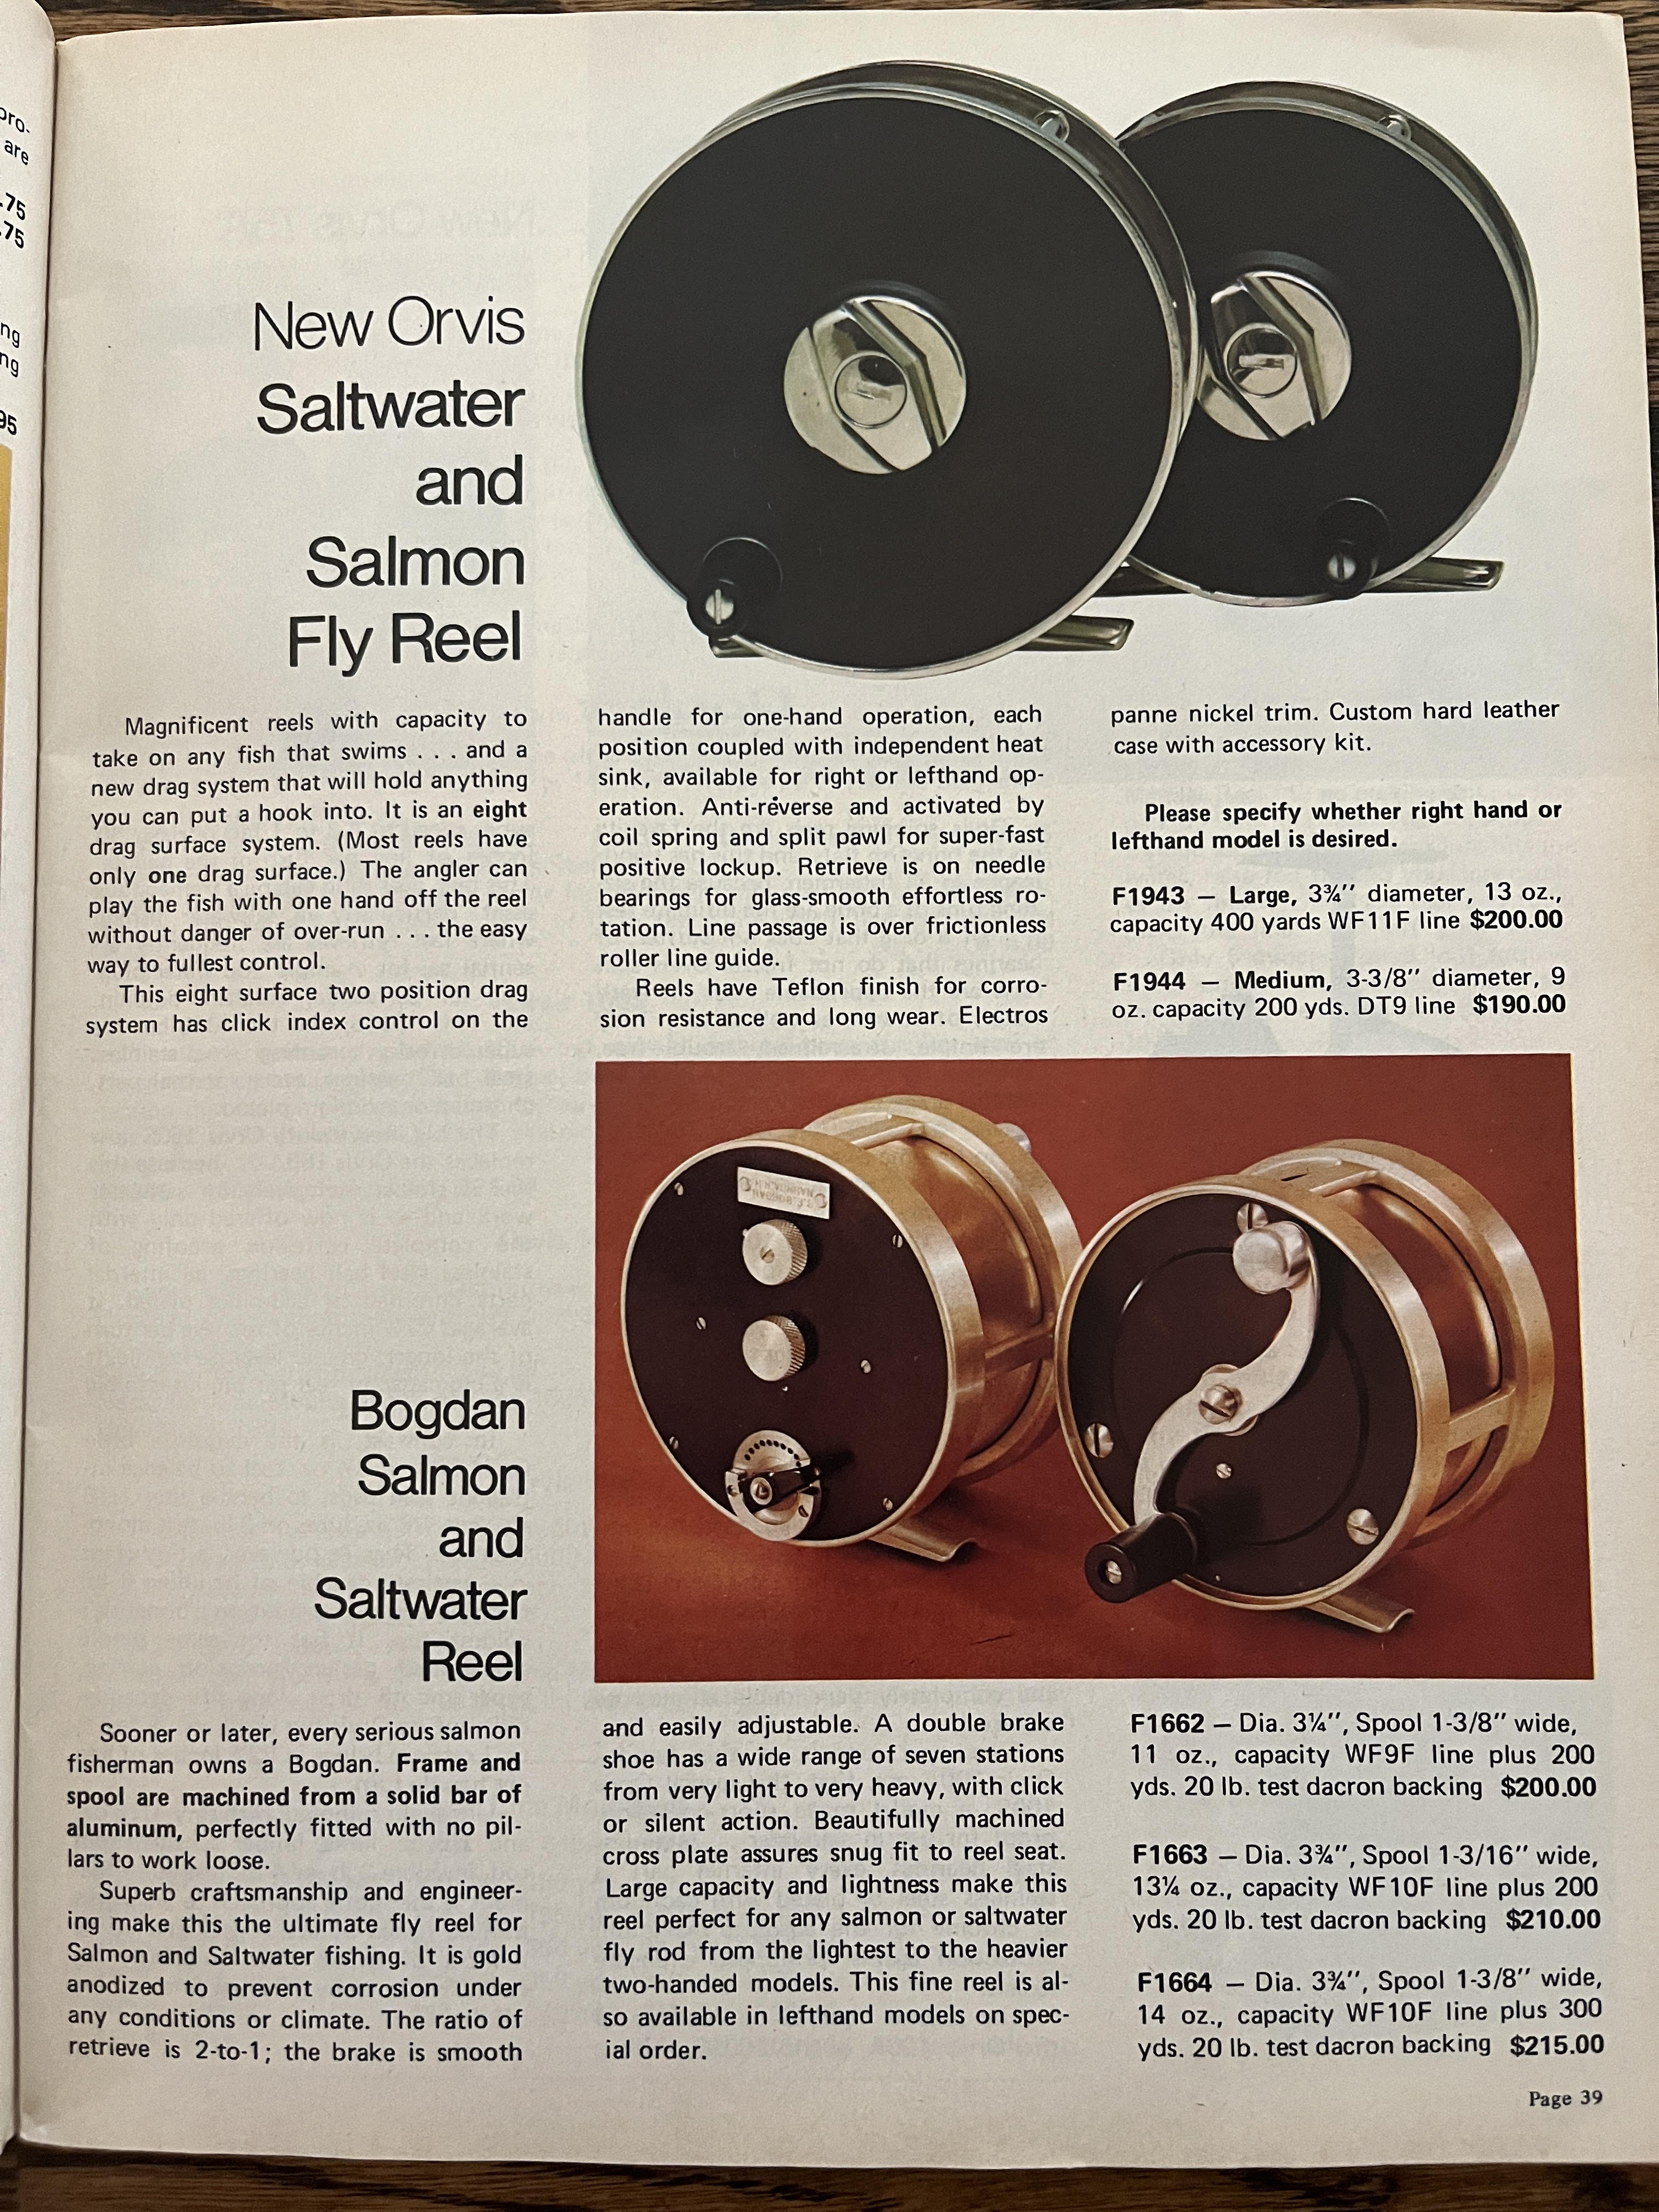 pro-
are
.75
.75
ng
ng
95
New Orvis
Saltwater
and
Salmon
Fly Reel
Magnificent reels with capacity to
take on any fish that swims . . . and a
new drag system that will hold anything
you can put a hook into. It is an eight
drag surface system. (Most reels have
only one drag surface.) The angler can
play the fish with one hand off the reel
without danger of over-run . . . the easy
way to fullest control.
This eight surface two position drag
system has click index control on the
handle for one-hand operation, each
position coupled with independent heat
sink, available for right or lefthand op-
eration. Anti-reverse and activated by
coil spring and split pawl for super-fast
positive lockup. Retrieve is on needle
bearings for glass-smooth effortless ro-
tation. Line passage is over frictionless
roller line guide.
Reels have Teflon finish for corro-
sion resistance and long wear. Electros
panne nickel trim. Custom hard leather
case with accessory kit.
Please specify whether right hand or
lefthand model is desired.
F1943 — Large, 3¾″ diameter, 13 oz.,
capacity 400 yards WF11F line $200.00
F1944 — Medium, 3-3/8″ diameter, 9
oz. capacity 200 yds. DT9 line $190.00
S.E. BOGDAN
NASHUA N.H.
Bogdan
Salmon
and
Saltwater
Reel
Sooner or later, every serious salmon
fisherman owns a Bogdan. Frame and
spool are machined from a solid bar of
aluminum, perfectly fitted with no pil-
lars to work loose.
Superb craftsmanship and engineer-
ing make this the ultimate fly reel for
Salmon and Saltwater fishing. It is gold
anodized to prevent corrosion under
any conditions or climate. The ratio of
retrieve is 2-to-1; the brake is smooth
and easily adjustable. A double brake
shoe has a wide range of seven stations
from very light to very heavy, with click
or silent action. Beautifully machined
cross plate assures snug fit to reel seat.
Large capacity and lightness make this
reel perfect for any salmon or saltwater
fly rod from the lightest to the heavier
two-handed models. This fine reel is al-
so available in lefthand models on spec-
ial order.
F1662 — Dia. 3¼″, Spool 1-3/8″ wide,
11 oz., capacity WF9F line plus 200
yds. 20 lb. test dacron backing $200.00
F1663 — Dia. 3¾″, Spool 1-3/16″ wide,
13¼ oz., capacity WF10F line plus 200
yds. 20 lb. test dacron backing $210.00
F1664 — Dia. 3¾″, Spool 1-3/8″ wide,
14 oz., capacity WF10F line plus 300
yds. 20 lb. test dacron backing $215.00
Page 39